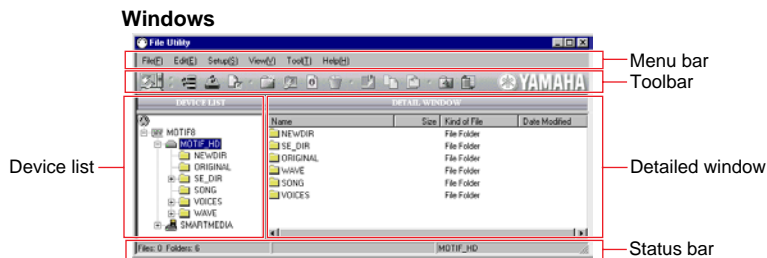 Windows
File Utility
File(F) Edit(E) Setup(S) View(V) Tool(T) Help(H)
Menu bar
YAMAHA
Toolbar
DEVICE LIST
DETAIL WINDOW
Name Size Kind of File Date Modified
MOTIF8
MOTIF_HD
NEWDIR
ORIGINAL
SE_DIR
SONG
VOICES
WAVE
SMARTMEDIA
NEWDIR File Folder
SE_DIR File Folder
ORIGINAL File Folder
WAVE File Folder
SONG File Folder
VOICES File Folder
Device list
Detailed window
Files: 0 Folders: 6 MOTIF_HD
Status bar